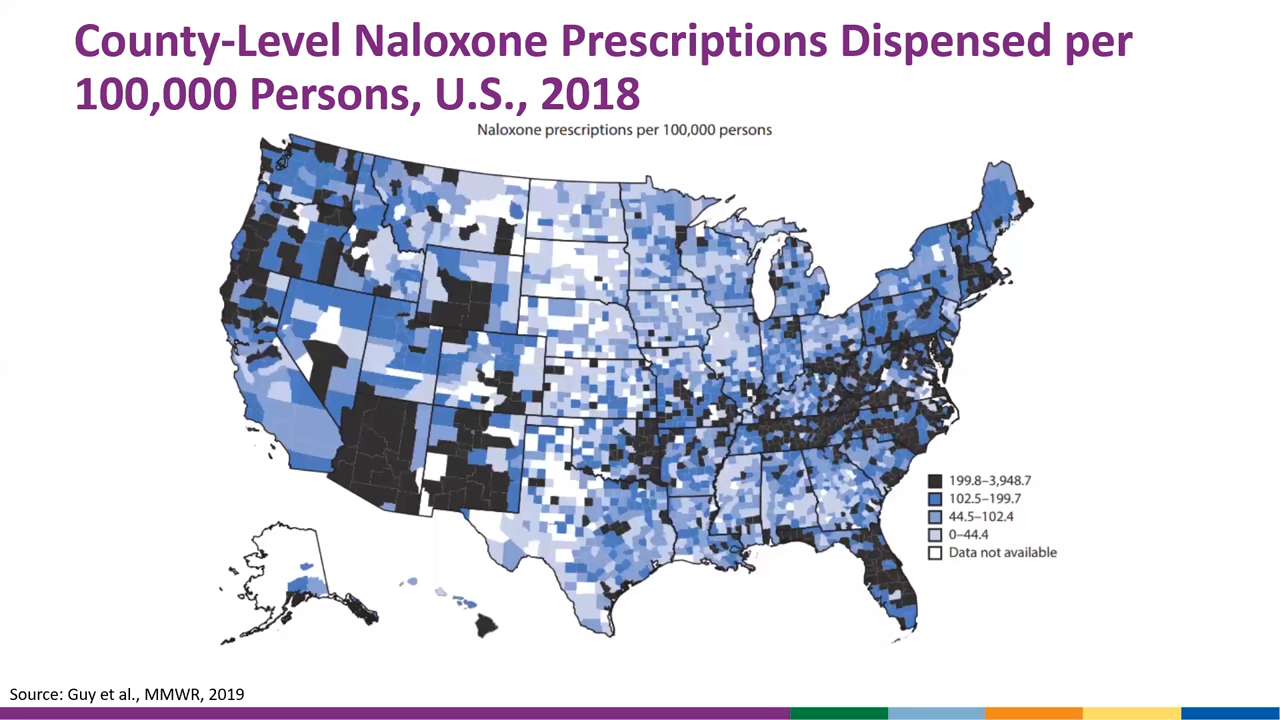 County-Level Naloxone Prescriptions Dispensed per
100,000 Persons, U.S., 2018
Naloxone prescriptions per 100,000 persons
199.8–3,948.7
102.5–199.7
44.5–102.4
0–44.4
Data not available
Source: Guy et al., MMWR, 2019